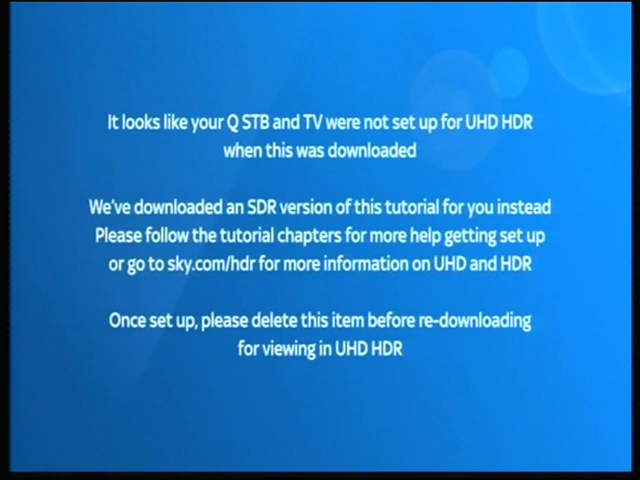 It looks like your Q STB and TV were not set up for UHD HDR
when this was downloaded
We've downloaded an SDR version of this tutorial for you instead
Please follow the tutorial chapters for more help getting set up
or go to sky.com/hdr for more information on UHD and HDR
Once set up, please delete this item before re-downloading
for viewing in UHD HDR